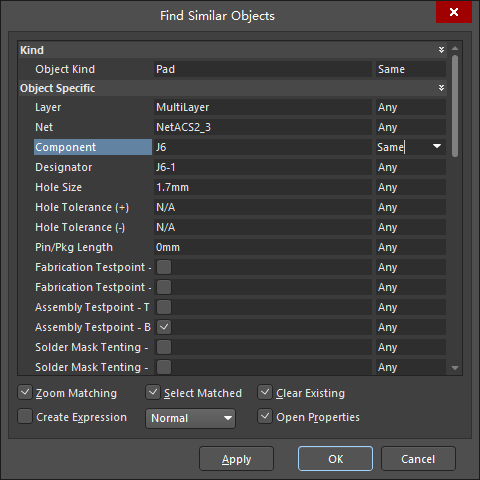 Find Similar Objects
Kind
Object Kind Pad Same
Object Specific
Layer MultiLayer Any
Net NetACS2_3 Any
Component J6 Same
Designator J6-1 Any
Hole Size 1.7mm Any
Hole Tolerance (+) N/A Any
Hole Tolerance (-) N/A Any
Pin/Pkg Length 0mm Any
Fabrication Testpoint - Any
Fabrication Testpoint - Any
Assembly Testpoint - T Any
Assembly Testpoint - B Any
Solder Mask Tenting - Any
Solder Mask Tenting - Any
Zoom Matching Select Matched Clear Existing
Create Expression Normal Open Properties
Apply OK Cancel